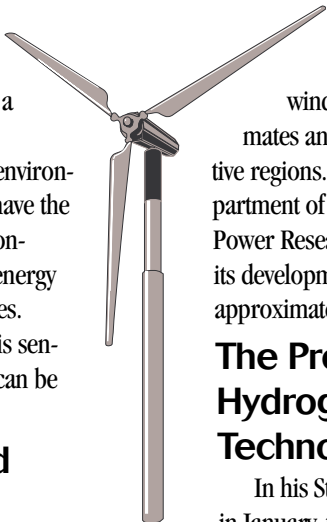 a
environ-
have the
on-
energy
es.
is sen-
can be
d
wind
mates an
tive regions.
partment of
Power Resea
its developm
approximate
The Pro
Hydrog
Techno
In his St
in January